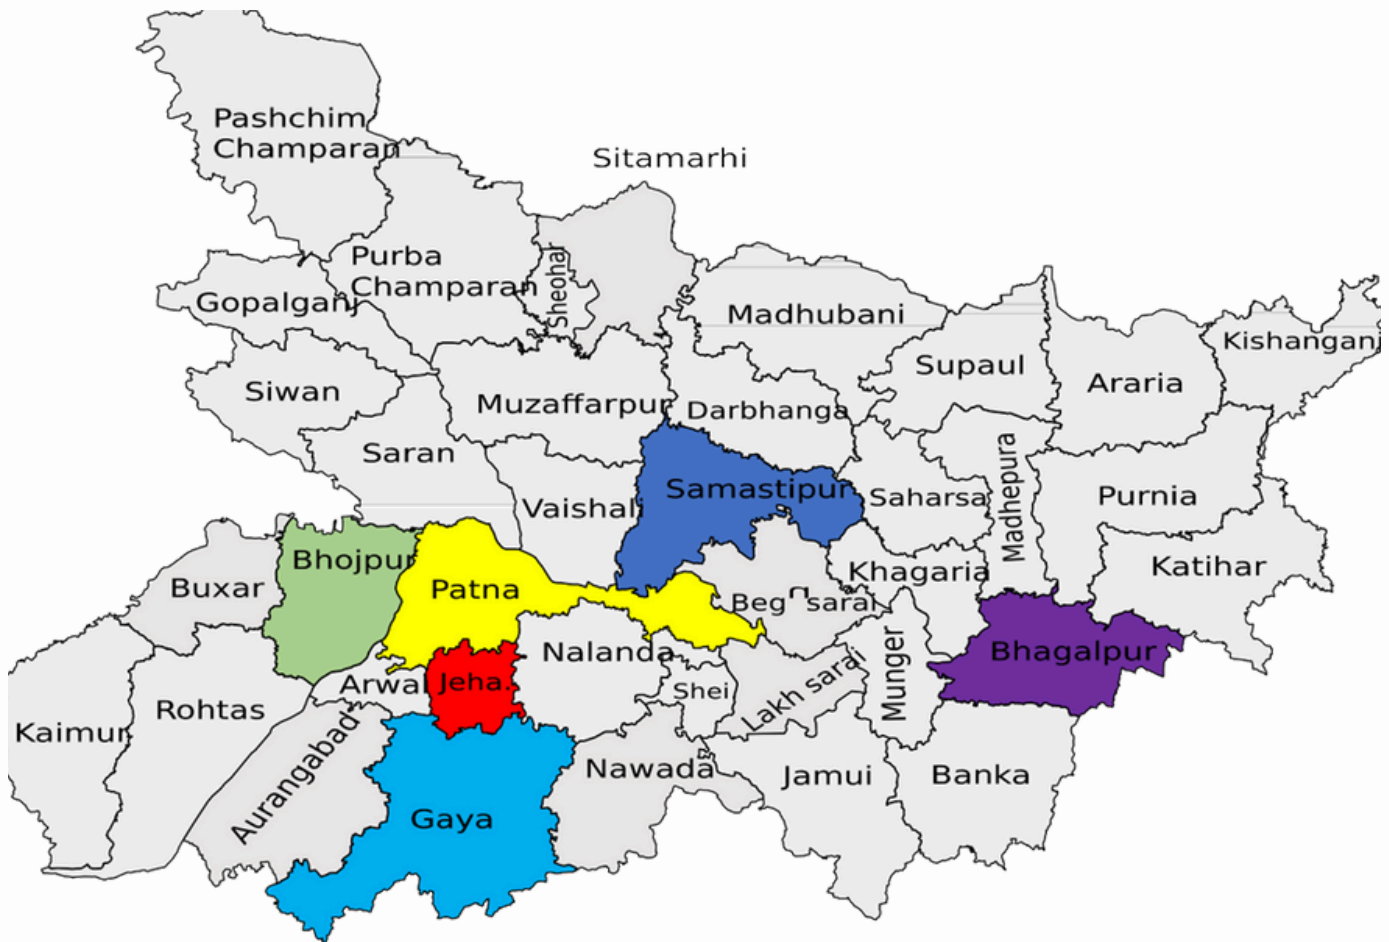 Pashchim
Champaran
Sitamarhi
Purba
Champaran
Sheohar
Gopalganj
Madhubani
Kishanganj
Supaul
Araria
Siwan
Muzaffarpur
Darbhanga
Saran
Madhepura
Samastipur
Saharsa
Purnia
Vaishali
Bhojpur
Buxar
Patna
Khagaria
Katihar
Beg sarai
Nalanda
Bhagalpur
Munger
Arwal
Jeha.
Shei
Lakh sarai
Rohtas
Kaimur
Aurangabad
Nawada
Jamui
Banka
Gaya